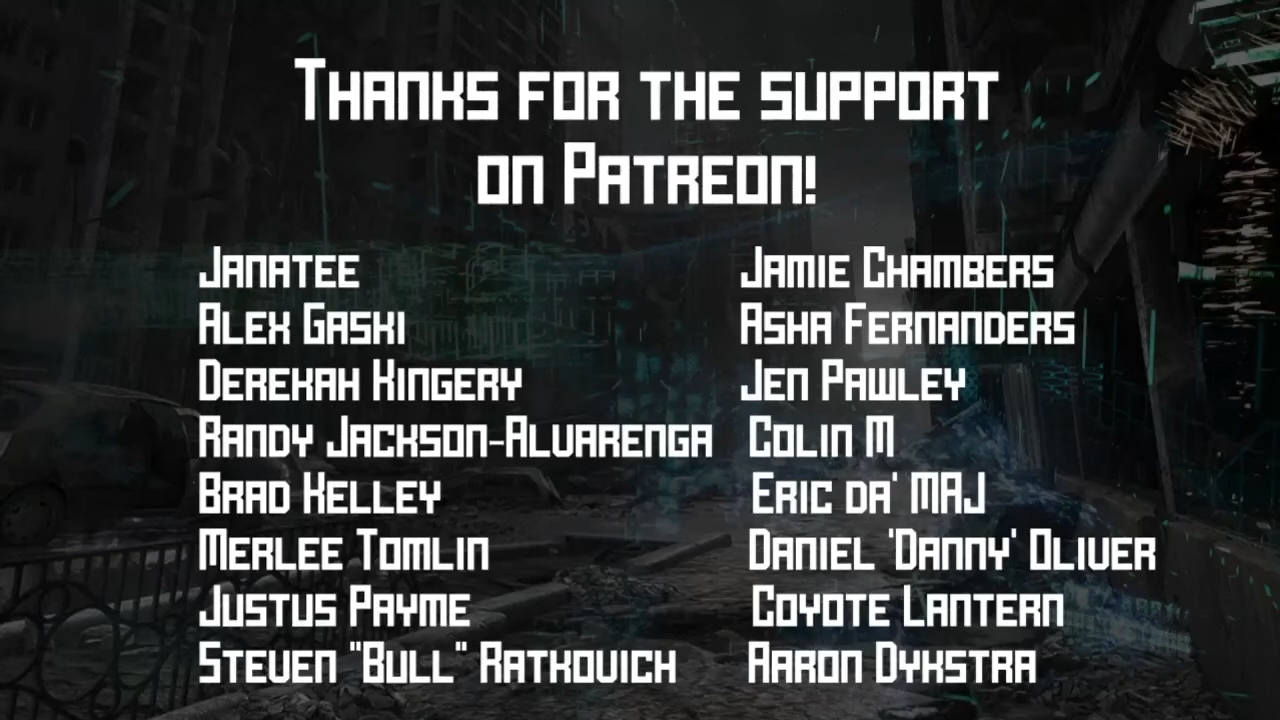 Thanks for the support
on Patreon!
Janatee
Alex Gaski
Derekah Kingery
Randy Jackson-Alvarenga
Brad Kelley
Merlee Tomlin
Justus Payme
Steven "Bull" Ratkovich
Jamie Chambers
Asha Fernanders
Jen Pawley
Colin M
Eric da' MAJ
Daniel 'Danny' Oliver
Coyote Lantern
Aaron Dykstra